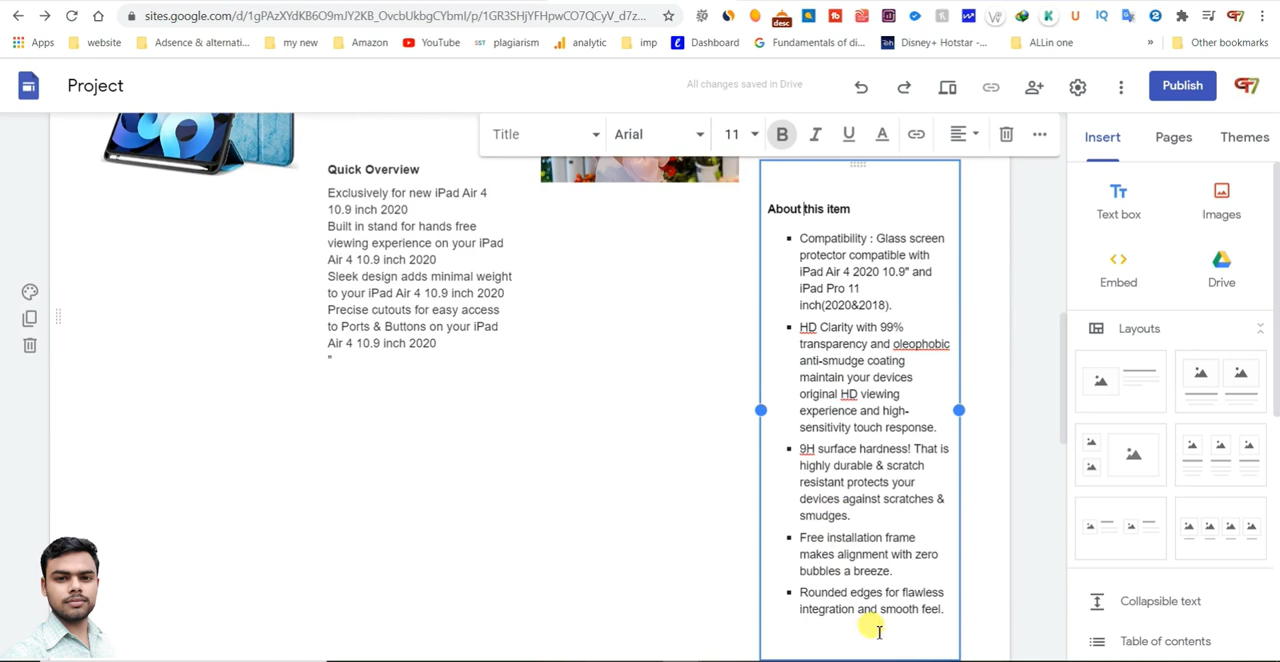 sites.google.com/d/1gPAzXYdKB6O9mJY2KB_OvcbUkbgCYbmI/p/1GR3SHjYFHpwCO7QCyV_d7z...
Apps
website
Adsence & alternati...
my new
Amazon
YouTube
SST plagiarism
analytic
imp
Dashboard
Fundamentals of di...
Disney+ Hotstar -...
ALLin one
»
Other bookmarks
Project
All changes saved in Drive
Publish
Title
Arial
11
B
I
U
A
Insert
Pages
Themes
Quick Overview
Exclusively for new iPad Air 4
10.9 inch 2020
Built in stand for hands free
viewing experience on your iPad
Air 4 10.9 inch 2020
Sleek design adds minimal weight
to your iPad Air 4 10.9 inch 2020
Precise cutouts for easy access
to Ports & Buttons on your iPad
Air 4 10.9 inch 2020
"
About this item
Compatibility : Glass screen
protector compatible with
iPad Air 4 2020 10.9" and
iPad Pro 11
inch(2020&2018).
HD Clarity with 99%
transparency and oleophobic
anti-smudge coating
maintain your devices
original HD viewing
experience and high-
sensitivity touch response.
9H surface hardness! That is
highly durable & scratch
resistant protects your
devices against scratches &
smudges.
Free installation frame
makes alignment with zero
bubbles a breeze.
Rounded edges for flawless
integration and smooth feel.
Tт
Text box
Images
Embed
Drive
Layouts
Collapsible text
Table of contents